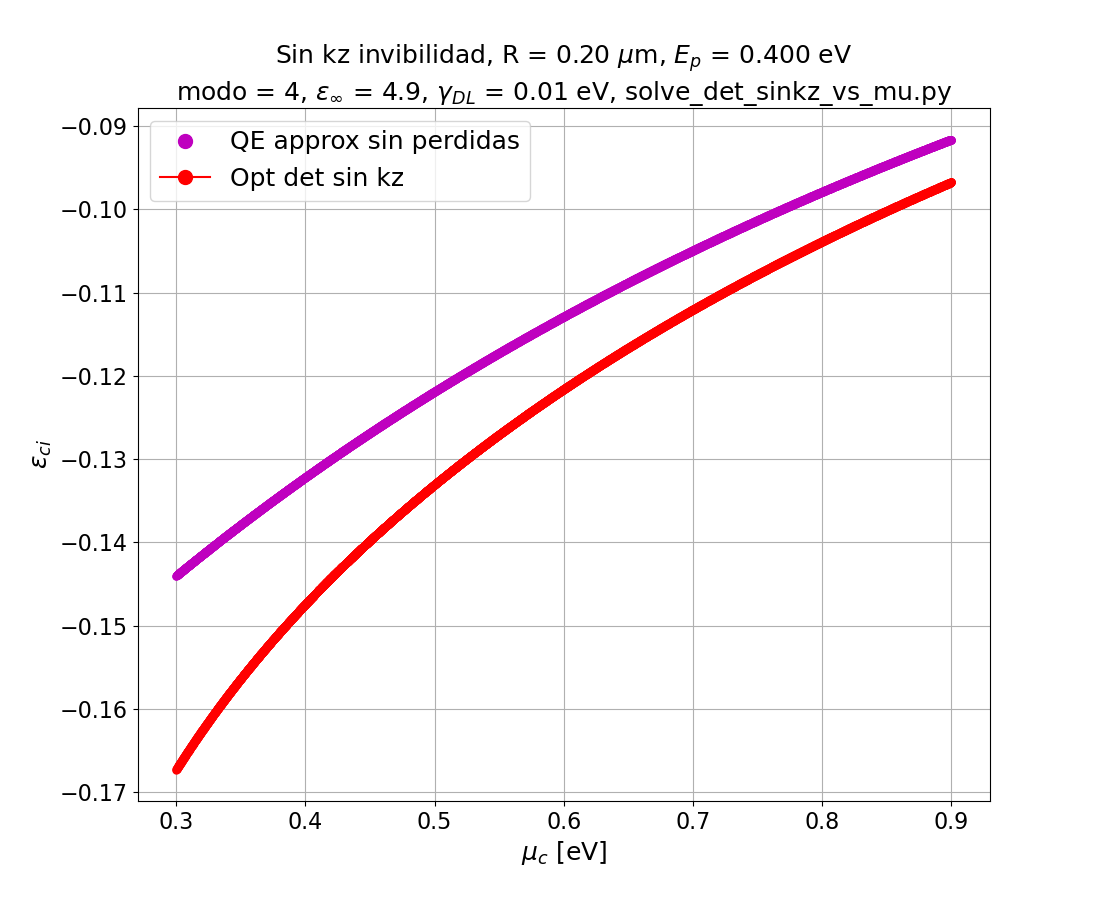 Sin kz invibilidad, R = 0.20 μm, E_p = 0.400 eV
modo = 4, ε_∞ = 4.9, γ_DL = 0.01 eV, solve_det_sinkz_vs_mu.py
QE approx sin perdidas
Opt det sin kz
−0.09
−0.10
−0.11
−0.12
−0.13
−0.14
−0.15
−0.16
−0.17
ε_ci
0.3 0.4 0.5 0.6 0.7 0.8 0.9
μ_c [eV]